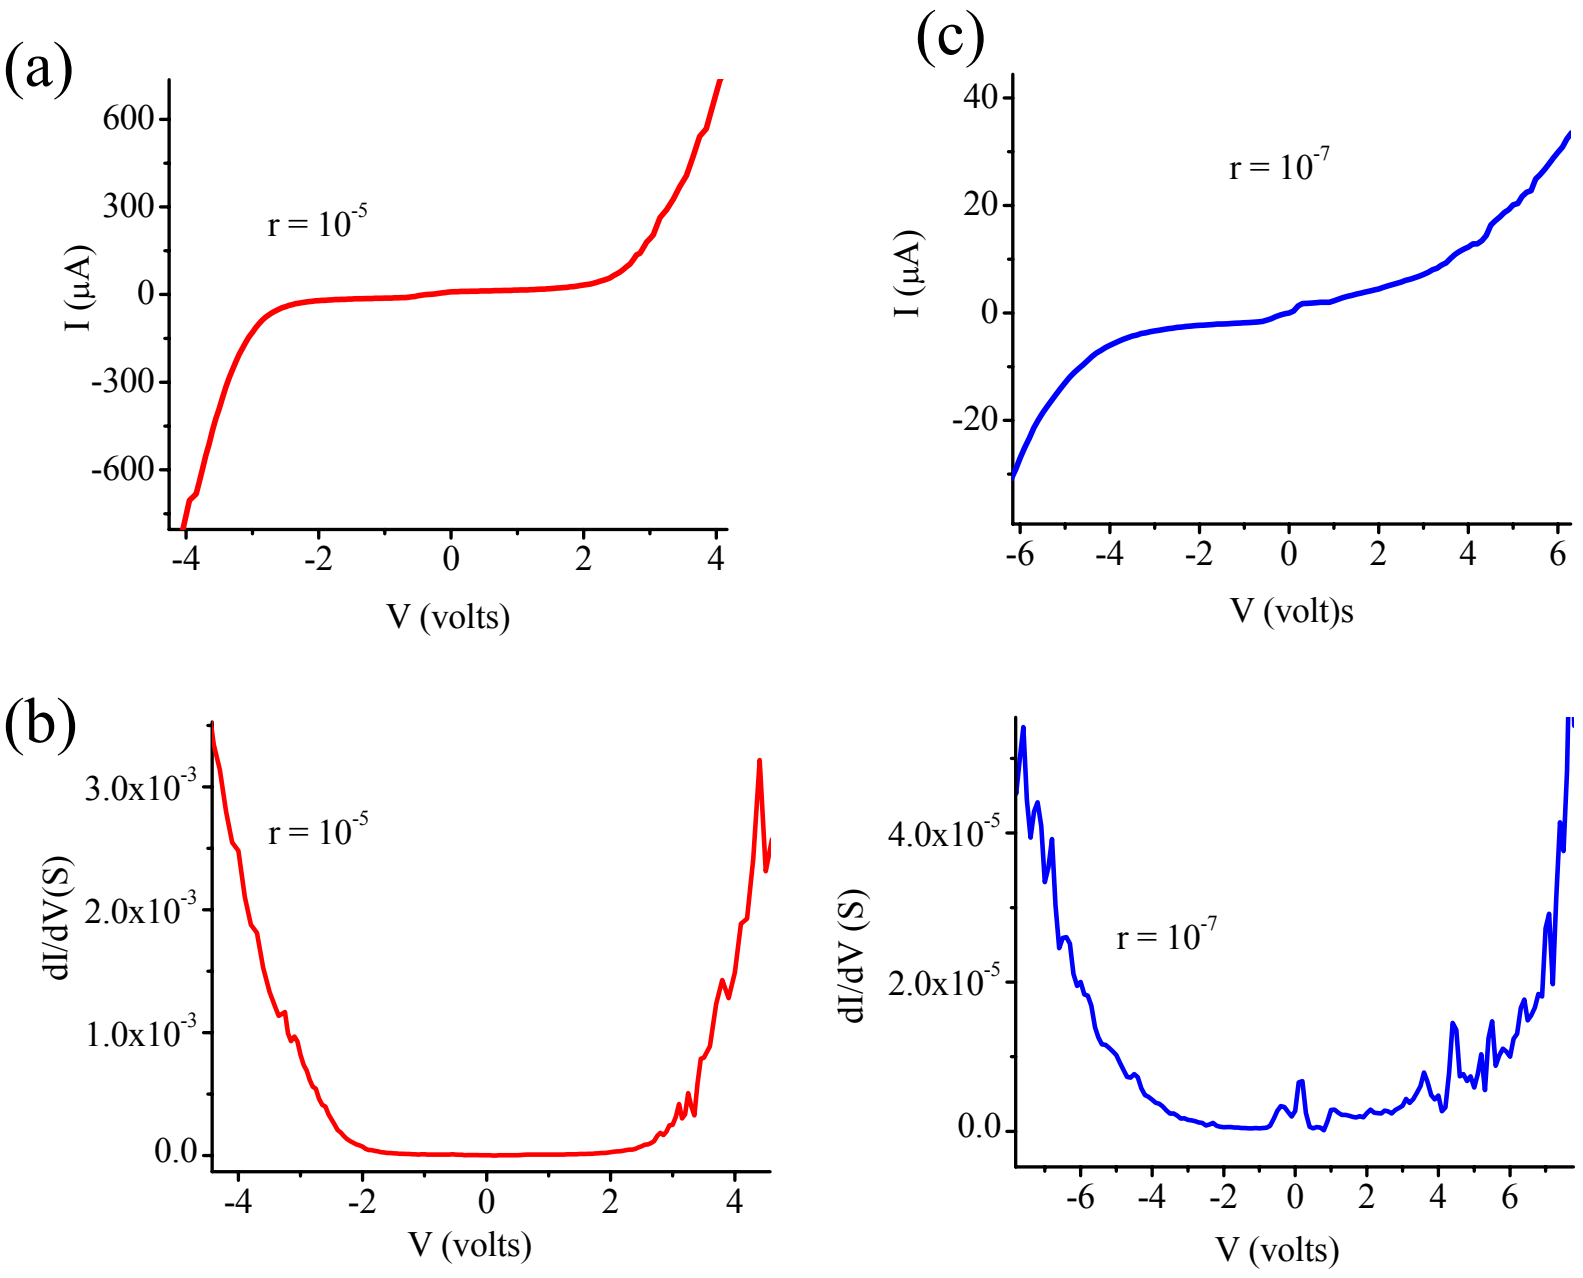 (a)
600
300
0
-300
-600
I (μA)
r = 10^-5
-4 -2 0 2 4
V (volts)
(c)
40
20
0
-20
I (μA)
r = 10^-7
-6 -4 -2 0 2 4 6
V (volt)s
(b)
3.0x10^-3
2.0x10^-3
1.0x10^-3
0.0
dI/dV(S)
r = 10^-5
-4 -2 0 2 4
V (volts)
4.0x10^-5
2.0x10^-5
0.0
dI/dV (S)
r = 10^-7
-6 -4 -2 0 2 4 6
V (volts)